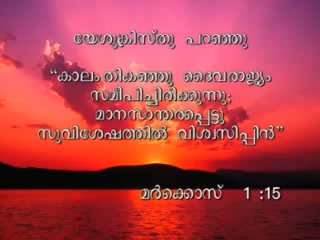 യേശുക്രിസ്തു പറഞ്ഞു
“കാലം തികഞ്ഞു ദൈവരാജ്യം
സമീപിച്ചിരിക്കുന്നു;
മാനസാന്തരപ്പെട്ടു
സുവിശേഷത്തിൽ വിശ്വസിപ്പിൻ”
മർക്കൊസ് 1 :15